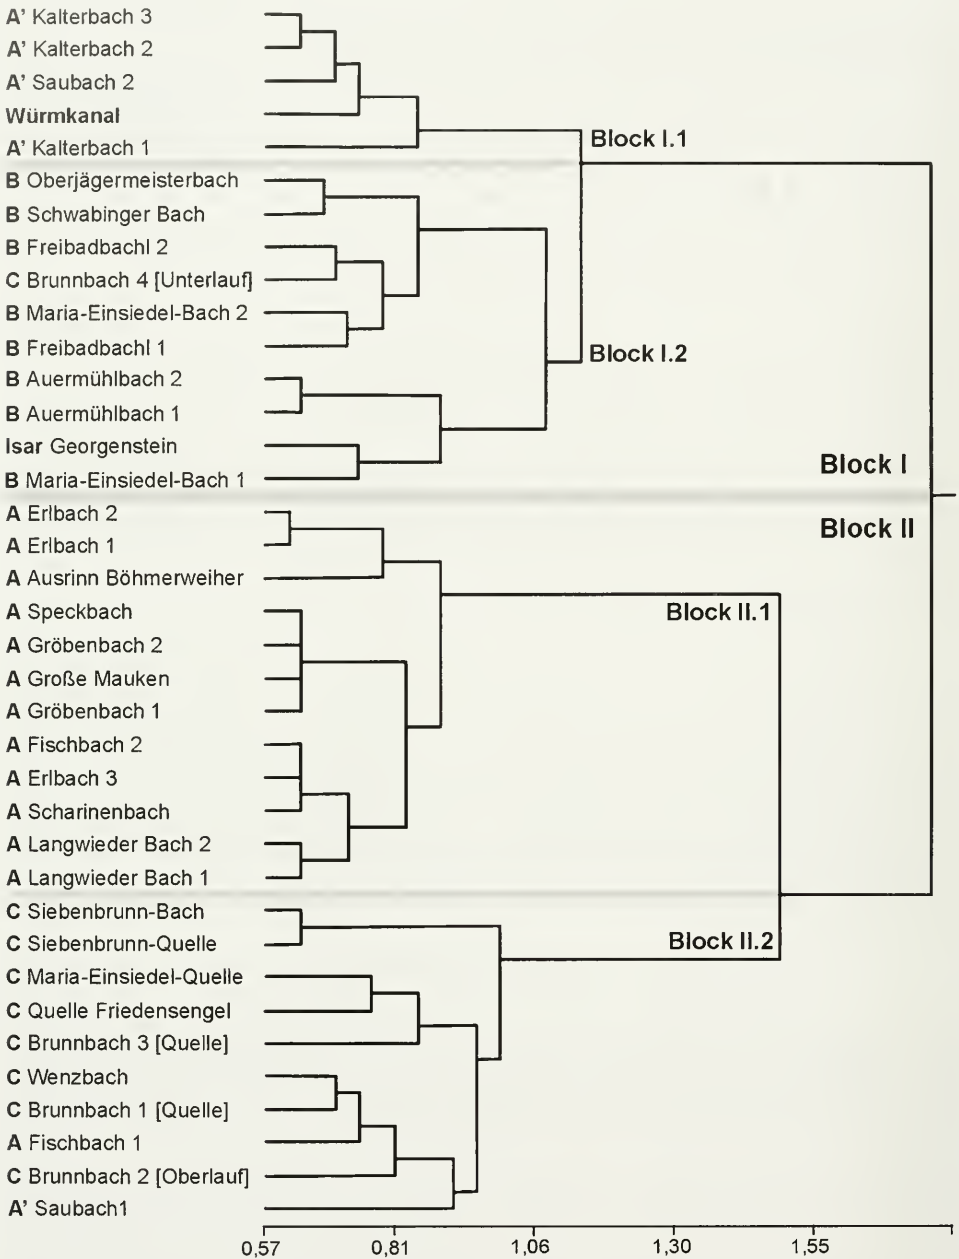 A’ Kalterbach 3
A’ Kalterbach 2
A’ Saubach 2
Würmkanal
A’ Kalterbach 1
Block I.1
B Oberjägermeisterbach
B Schwabinger Bach
B Freibadbachl 2
C Brunnbach 4 [Unterlauf]
B Maria-Einsiedel-Bach 2
B Freibadbachl 1
Block I.2
B Auermühlbach 2
B Auermühlbach 1
Isar Georgenstein
B Maria-Einsiedel-Bach 1
Block I
A Erlbach 2
Block II
A Erlbach 1
A Ausrinn Böhmerweiher
A Speckbach
Block II.1
A Gröbenbach 2
A Große Mauken
A Gröbenbach 1
A Fischbach 2
A Erlbach 3
A Scharinenbach
A Langwieder Bach 2
A Langwieder Bach 1
C Siebenbrunn-Bach
C Siebenbrunn-Quelle
Block II.2
C Maria-Einsiedel-Quelle
C Quelle Friedensengel
C Brunnbach 3 [Quelle]
C Wenzbach
C Brunnbach 1 [Quelle]
A Fischbach 1
C Brunnbach 2 [Oberlauf]
A’ Saubach1
0,57 0,81 1,06 1,30 1,55